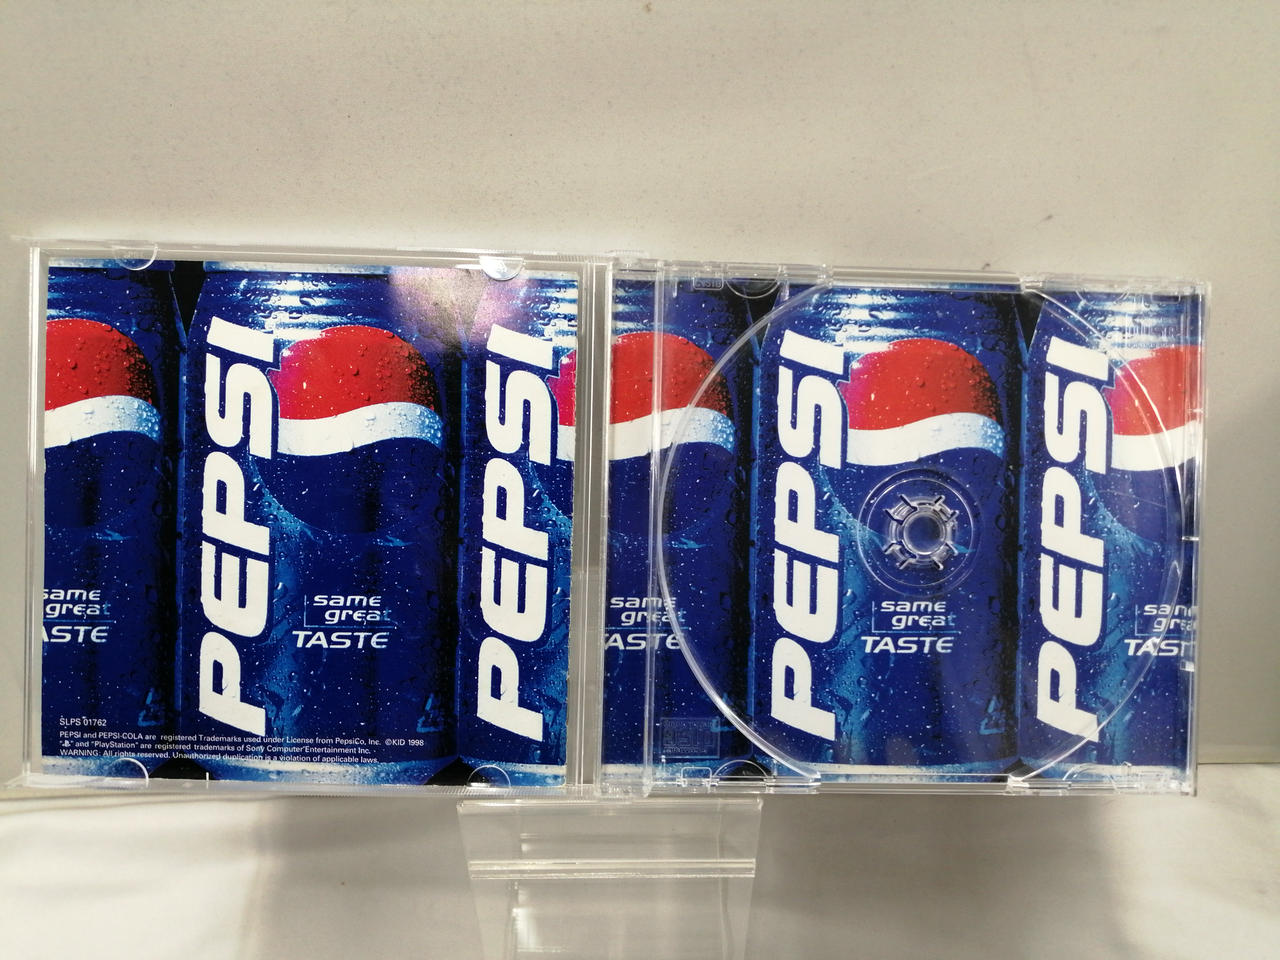 PEPSI
PEPSI
same
great
TASTE
same
great
TASTE
SLPS 01762
PEPSI and PEPSI-COLA are registered Trademarks used under License from PepsiCo, Inc. ©KID 1998
"PS" and "PlayStation" are registered trademarks of Sony Computer Entertainment Inc.
WARNING: All rights reserved. Unauthorized duplication is a violation of applicable laws.
PEPSI
PEPSI
same
great
TASTE
same
great
TASTE
same
great
TASTE